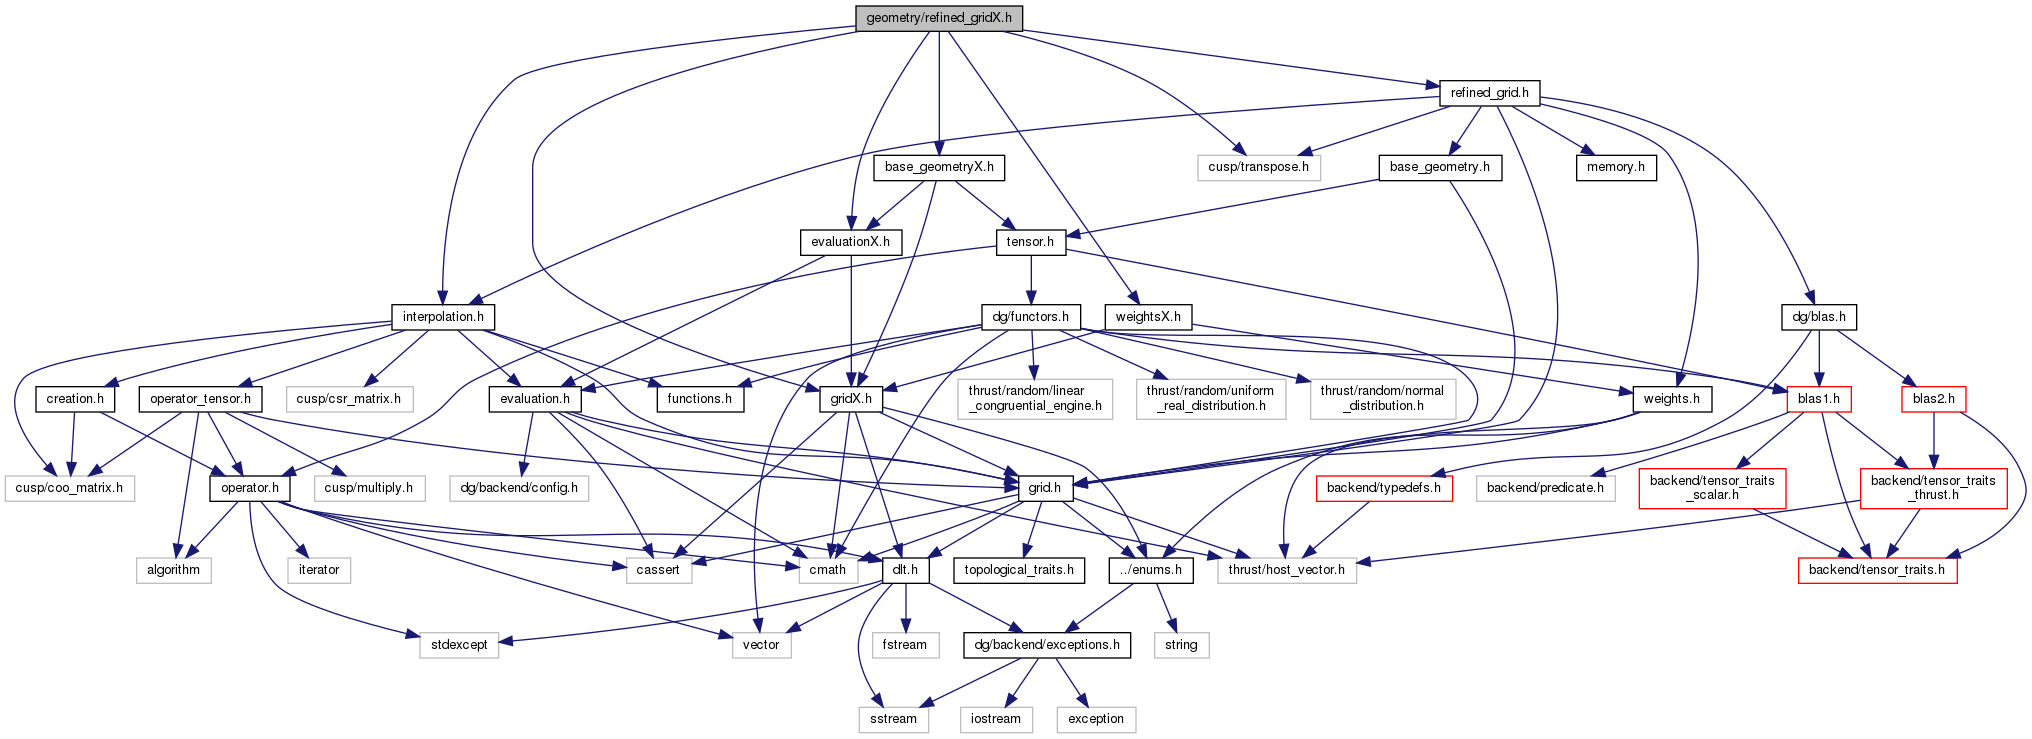 geometry/refined_gridX.h
refined_grid.h
base_geometryX.h
cusp/transpose.h
base_geometry.h
memory.h
evaluationX.h
tensor.h
interpolation.h
dg/functors.h
weightsX.h
dg/blas.h
creation.h
operator_tensor.h
cusp/csr_matrix.h
evaluation.h
functions.h
gridX.h
thrust/random/linear
_congruential_engine.h
thrust/random/uniform
_real_distribution.h
thrust/random/normal
_distribution.h
weights.h
blas1.h
blas2.h
cusp/coo_matrix.h
operator.h
cusp/multiply.h
dg/backend/config.h
grid.h
backend/typedefs.h
backend/predicate.h
backend/tensor_traits
_scalar.h
backend/tensor_traits
_thrust.h
algorithm
iterator
cassert
cmath
dlt.h
topological_traits.h
../enums.h
thrust/host_vector.h
backend/tensor_traits.h
stdexcept
vector
fstream
dg/backend/exceptions.h
string
sstream
iostream
exception